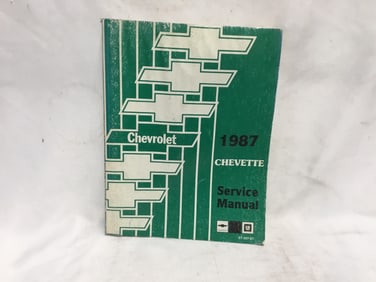 Chevrolet
1987
CHEVETTE
Service
Manual